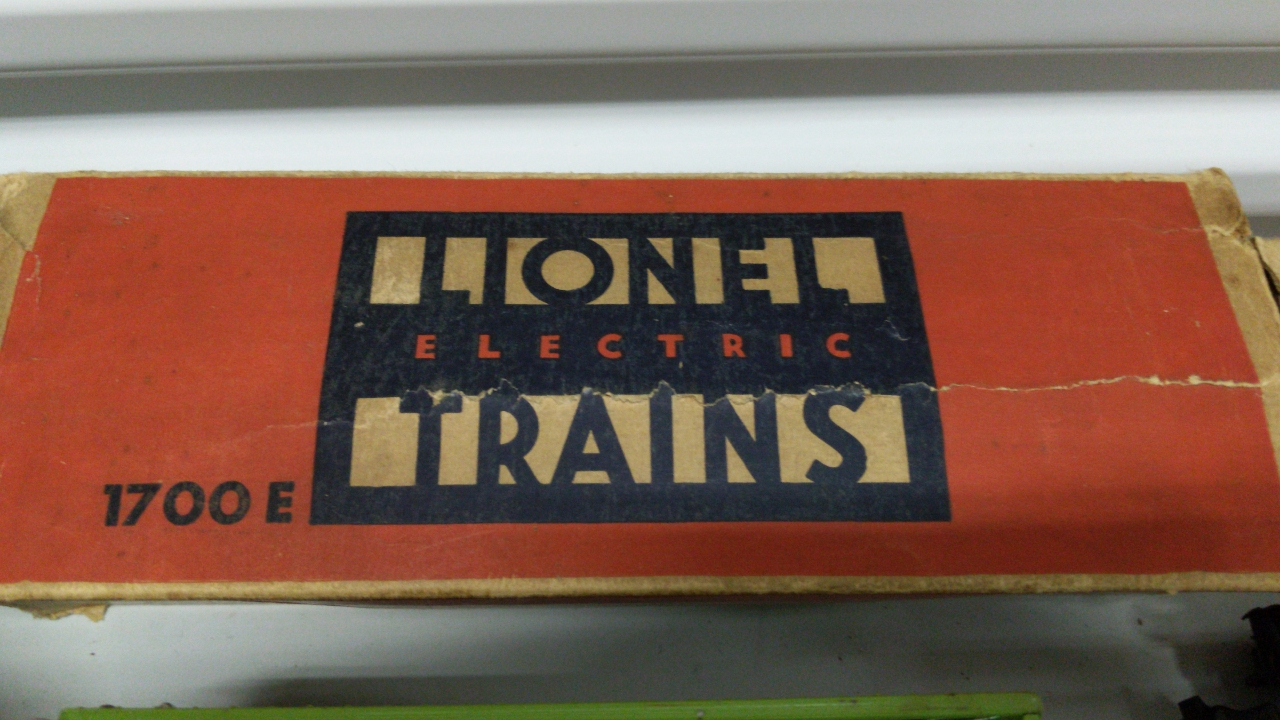 LIONEL
ELECTRIC
TRAINS
1700 E